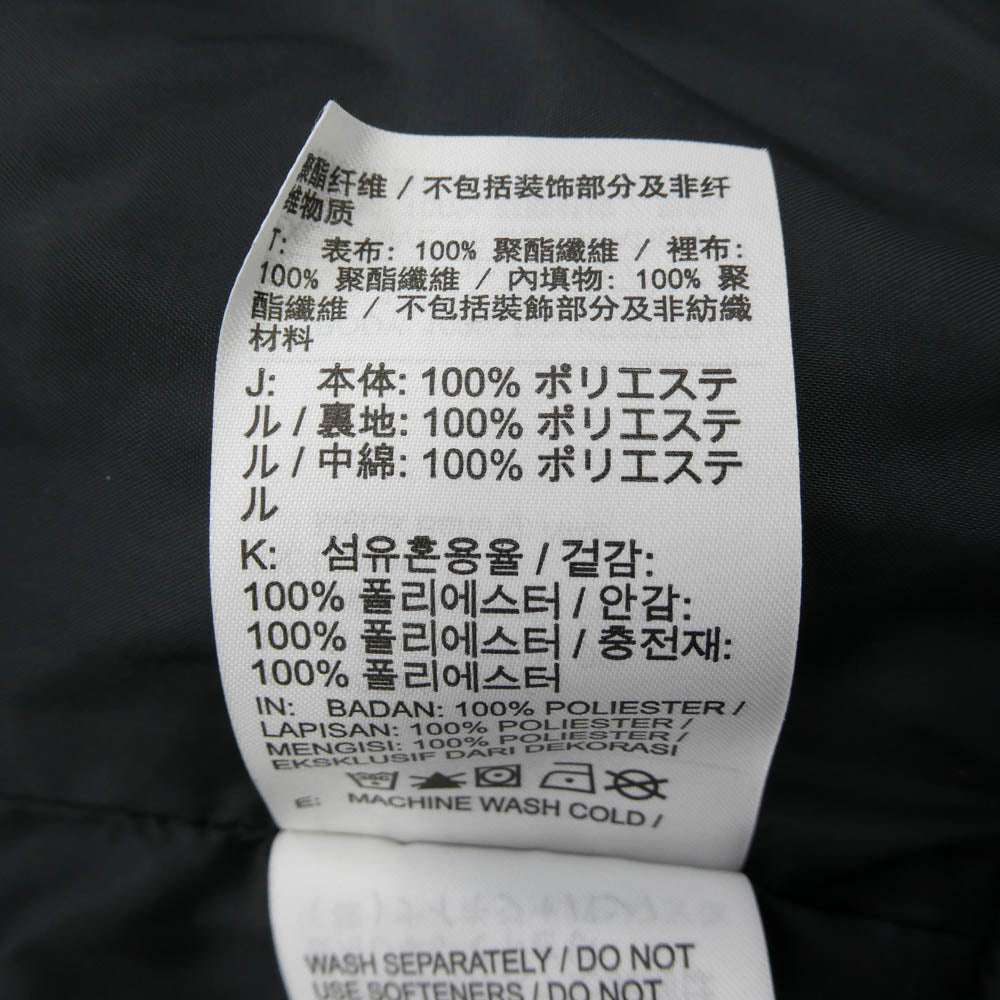 聚酯纤维 / 不包括装饰部分及非纤
维物质
T: 表布: 100% 聚酯纖維 / 裡布:
100% 聚酯纖維 / 內填物: 100% 聚
酯纖維 / 不包括裝飾部分及非紡織
材料
J: 本体: 100% ポリエステ
ル / 裏地: 100% ポリエステ
ル / 中綿: 100% ポリエステ
ル
K: 섬유혼용율 / 겉감:
100% 폴리에스터 / 안감:
100% 폴리에스터 / 충전재:
100% 폴리에스터
IN: BADAN: 100% POLIESTER /
LAPISAN: 100% POLIESTER /
MENGISI: 100% POLIESTER /
EKSKLUSIF DARI DEKORASI
E: MACHINE WASH COLD /
WASH SEPARATELY / DO NOT
USE SOFTENERS / DO NOT